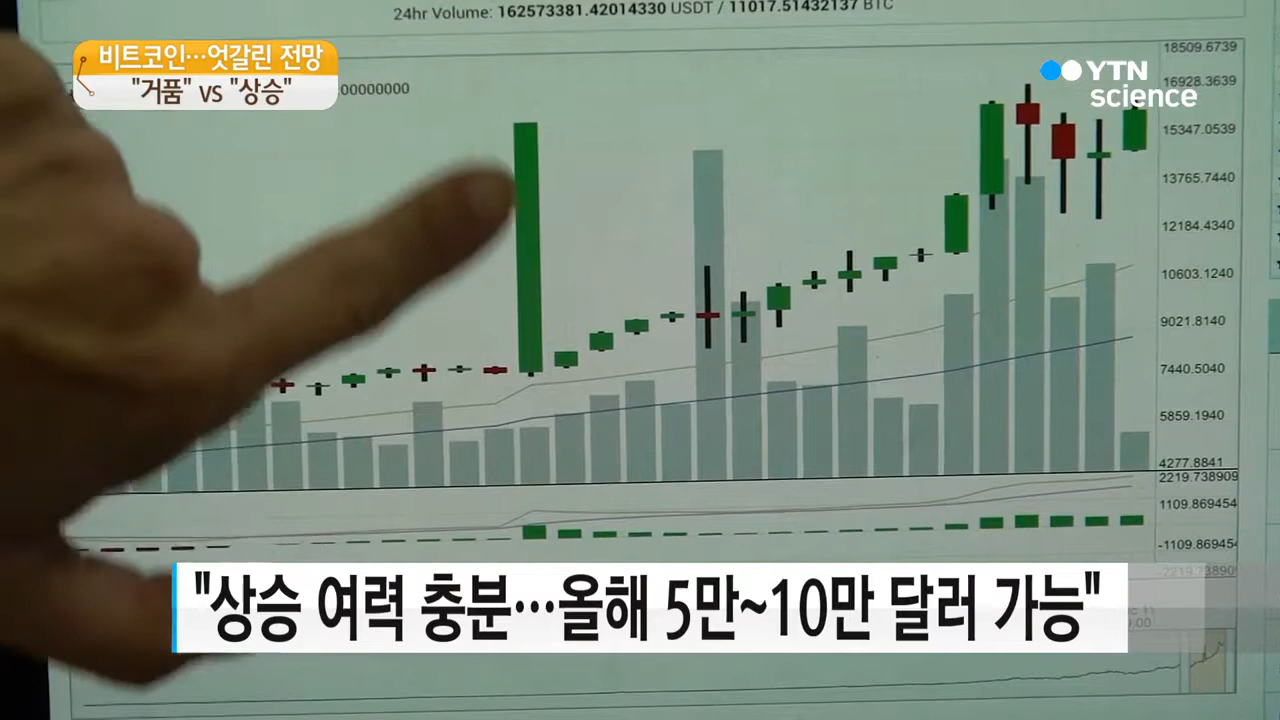 24hr Volume: 162573381.42014330 USDT / 11017.51432137 BTC
비트코인…엇갈린 전망
"거품" vs "상승"
00000000
YTN
science
18509.6739
16928.3639
15347.0539
13765.7440
12184.4340
10603.1240
9021.8140
7440.5040
5859.1940
4277.8841
2219.738909
1109.869454
-1109.869454
-2219.738909
"상승 여력 충분…올해 5만~10만 달러 가능"